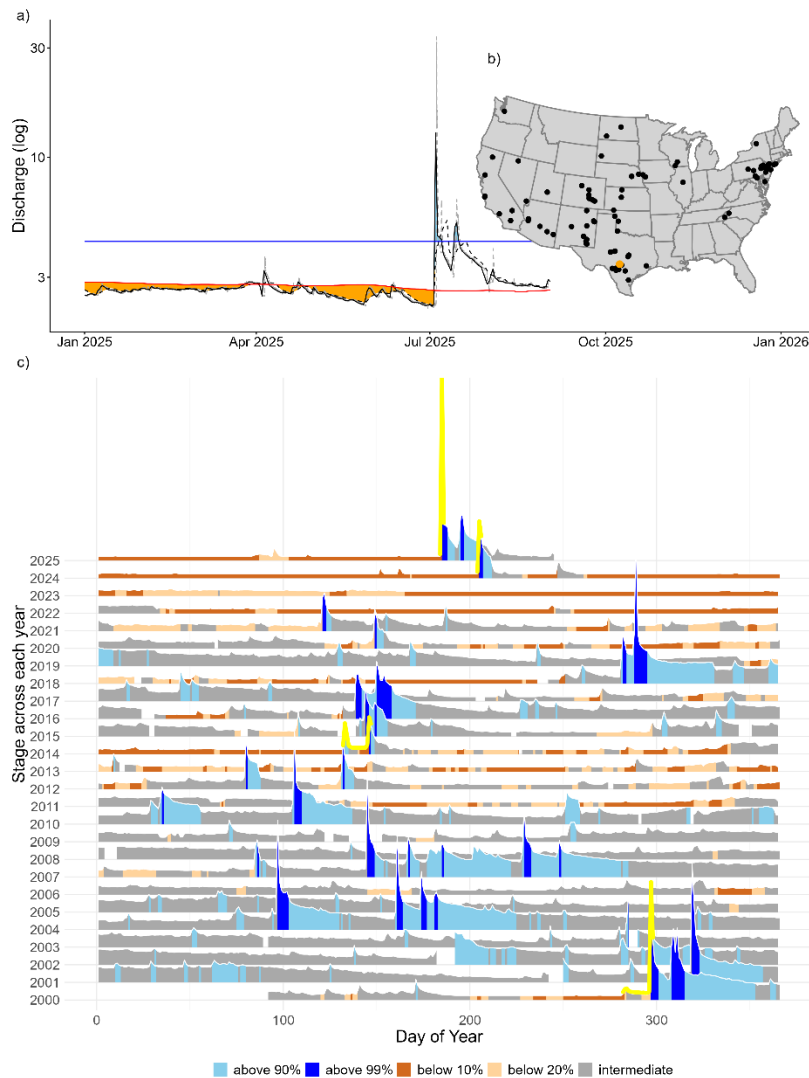 a)
30
10
3
Discharge (log)
Jan 2025
Apr 2025
Jul 2025
Oct 2025
Jan 2026
b)
c)
Stage across each year
2025
2024
2023
2022
2021
2020
2019
2018
2017
2016
2015
2014
2013
2012
2011
2010
2009
2008
2007
2006
2005
2004
2003
2002
2001
2000
0
100
200
300
Day of Year
above 90% above 99% below 10% below 20% intermediate